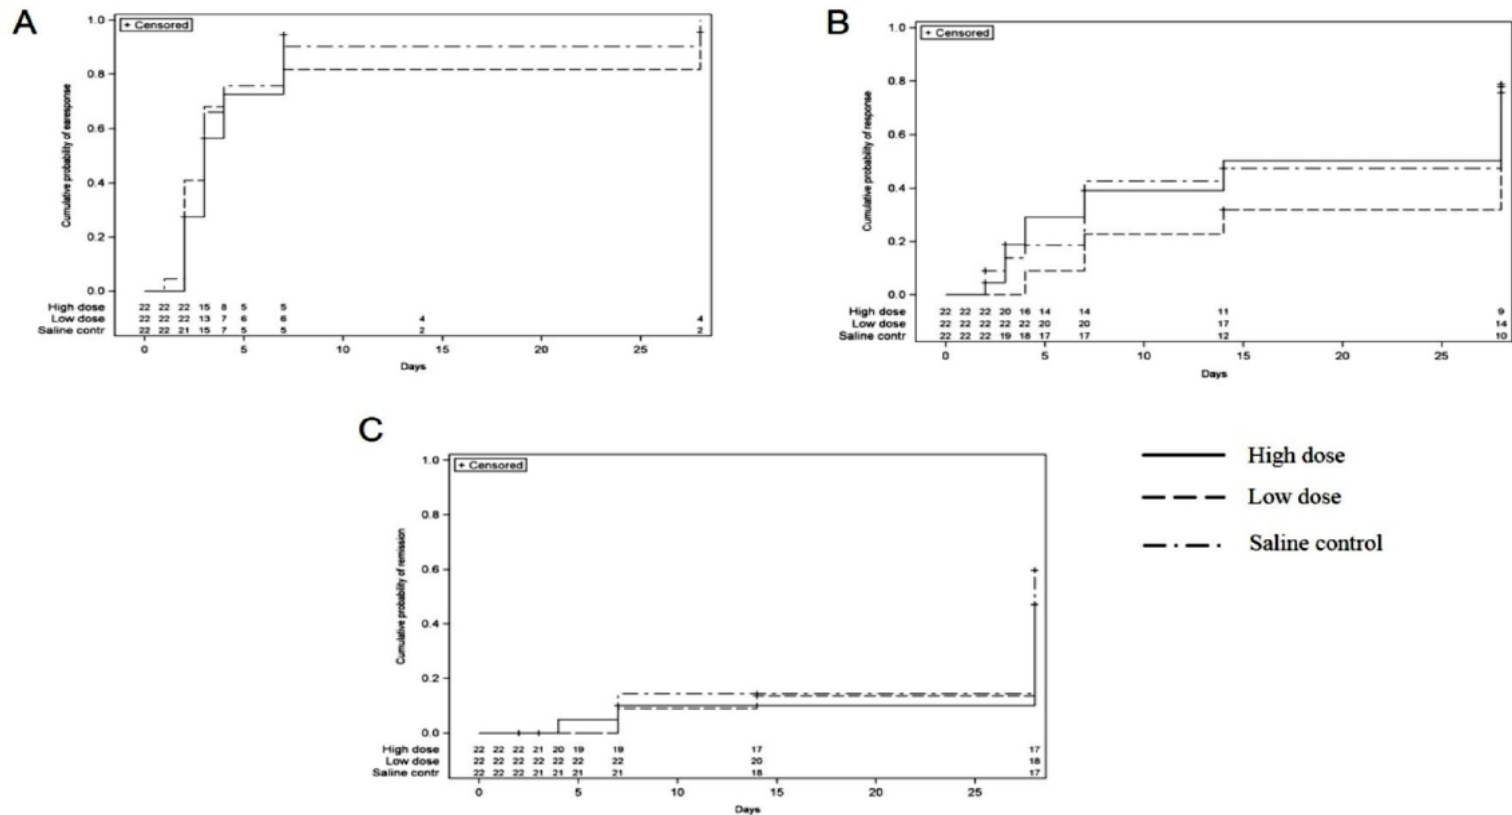 A
+ Censored
Cumulative probability of earesponse
1.0
0.8
0.6
0.4
0.2
0.0
High dose 22 22 22 15 8 5 5
Low dose 22 22 22 13 7 6 6 4 4
Saline contr 22 22 21 15 7 5 5 2 2
0 5 10 15 20 25
Days
B
+ Censored
Cumulative probability of response
1.0
0.8
0.6
0.4
0.2
0.0
High dose 22 22 22 20 16 14 14 11 9
Low dose 22 22 22 22 22 20 20 17 14
Saline contr 22 22 22 19 18 17 17 12 10
0 5 10 15 20 25
Days
C
+ Censored
Cumulative probability of remission
1.0
0.8
0.6
0.4
0.2
0.0
High dose 22 22 22 21 20 19 19 17 17
Low dose 22 22 22 22 22 22 22 20 18
Saline contr 22 22 22 21 21 21 21 18 17
0 5 10 15 20 25
Days
High dose
Low dose
Saline control